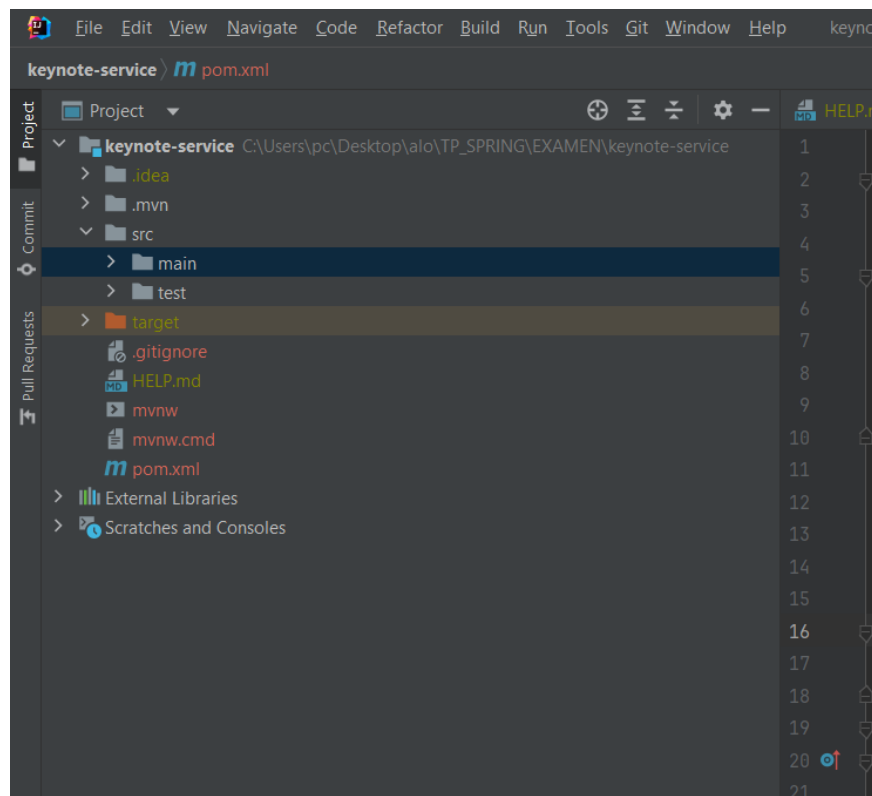 File Edit View Navigate Code Refactor Build Run Tools Git Window Help keyno
keynote-service pom.xml
Project
Project
HELP.
Commit
Pull Requests
keynote-service C:\Users\pc\Desktop\alo\TP_SPRING\EXAMEN\keynote-service
.idea
.mvn
src
main
test
target
.gitignore
HELP.md
mvnw
mvnw.cmd
pom.xml
External Libraries
Scratches and Consoles
1
2
3
4
5
6
7
8
9
10
11
12
13
14
15
16
17
18
19
20
21